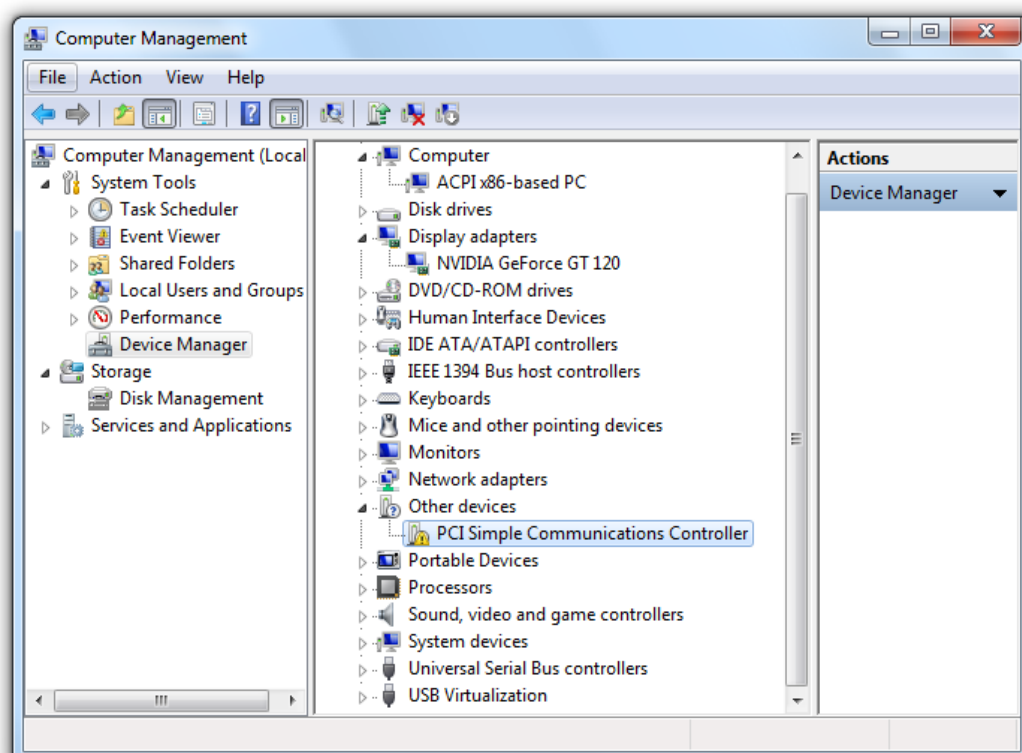 Computer Management
File Action View Help
Computer Management (Local
System Tools
Task Scheduler
Event Viewer
Shared Folders
Local Users and Groups
Performance
Device Manager
Storage
Disk Management
Services and Applications
Computer
ACPI x86-based PC
Disk drives
Display adapters
NVIDIA GeForce GT 120
DVD/CD-ROM drives
Human Interface Devices
IDE ATA/ATAPI controllers
IEEE 1394 Bus host controllers
Keyboards
Mice and other pointing devices
Monitors
Network adapters
Other devices
PCI Simple Communications Controller
Portable Devices
Processors
Sound, video and game controllers
System devices
Universal Serial Bus controllers
USB Virtualization
Actions
Device Manager